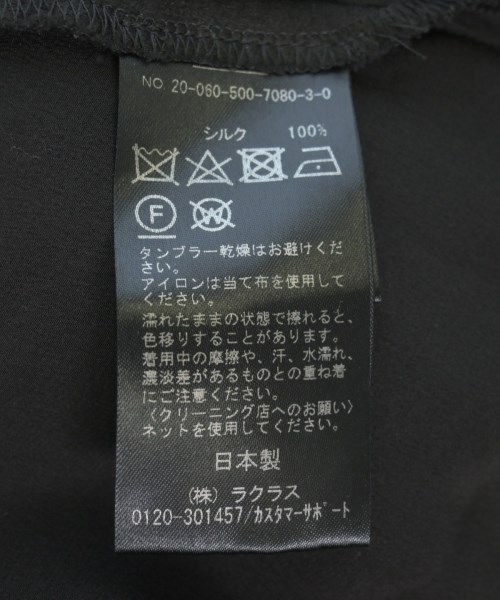 NO. 20-060-500-7080-3-0
シルク 100%
F
W
タンブラー乾燥はお避けくだ
さい。
アイロンは当て布を使用して
ください。
濡れたままの状態で擦れると、
色移りすることがあります。
着用中の摩擦や、汗、水濡れ、
濃淡差があるものとの重ね着
にご注意ください。
〈クリーニング店へのお願い〉
ネットを使用してください。
日本製
(株) ラクラス
0120-301457/カスタマーサポート